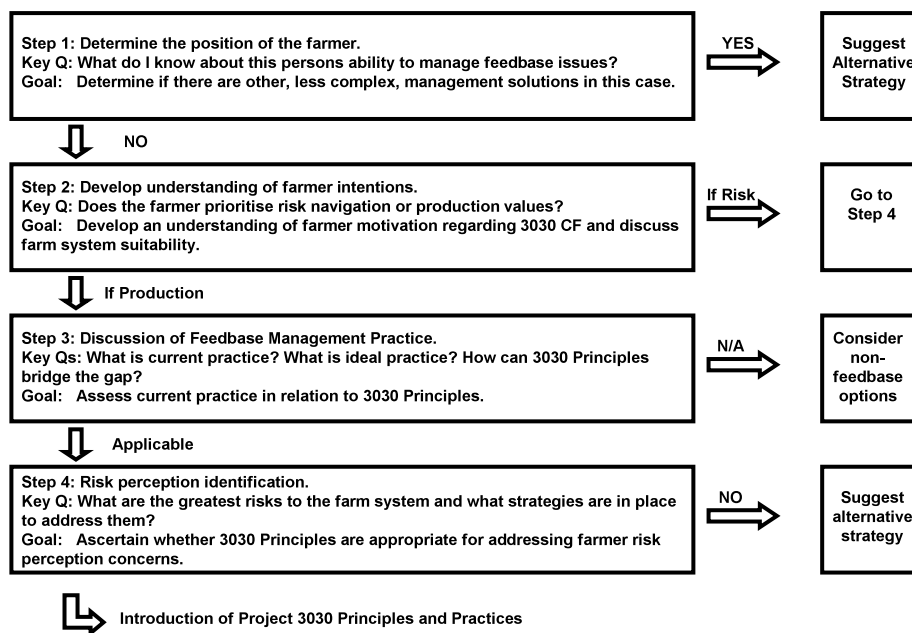 Step 1: Determine the position of the farmer.
Key Q: What do I know about this persons ability to manage feedbase issues?
Goal: Determine if there are other, less complex, management solutions in this case.
YES
Suggest
Alternative
Strategy
NO
Step 2: Develop understanding of farmer intentions.
Key Q: Does the farmer prioritise risk navigation or production values?
Goal: Develop an understanding of farmer motivation regarding 3030 CF and discuss
farm system suitability.
If Risk
Go to
Step 4
If Production
Step 3: Discussion of Feedbase Management Practice.
Key Qs: What is current practice? What is ideal practice? How can 3030 Principles
bridge the gap?
Goal: Assess current practice in relation to 3030 Principles.
N/A
Consider
non-
feedbase
options
Applicable
Step 4: Risk perception identification.
Key Q: What are the greatest risks to the farm system and what strategies are in place
to address them?
Goal: Ascertain whether 3030 Principles are appropriate for addressing farmer risk
perception concerns.
NO
Suggest
alternative
strategy
Introduction of Project 3030 Principles and Practices